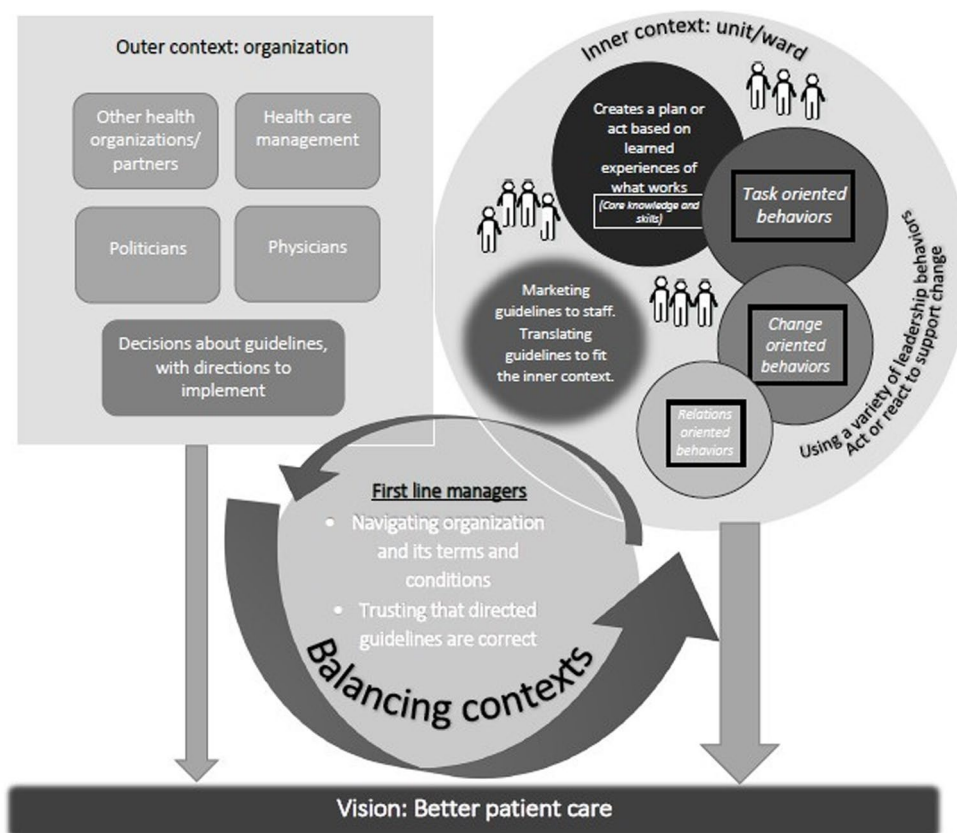 Outer context: organization
Other health
organizations/
partners
Health care
management
Politicians
Physicians
Decisions about guidelines,
with directions to
implement
Inner context: unit/ward
Creates a plan or
act based on
learned
experiences of
what works
(Core knowledge and
skills)
Task oriented
behaviors
Marketing
guidelines to staff.
Translating
guidelines to fit
the inner context.
Change
oriented
behaviors
Relations
oriented
behaviors
Using a variety of leadership behaviors
Act or react to support change
First line managers
• Navigating organization
and its terms and
conditions
• Trusting that directed
guidelines are correct
Balancing contexts
Vision: Better patient care